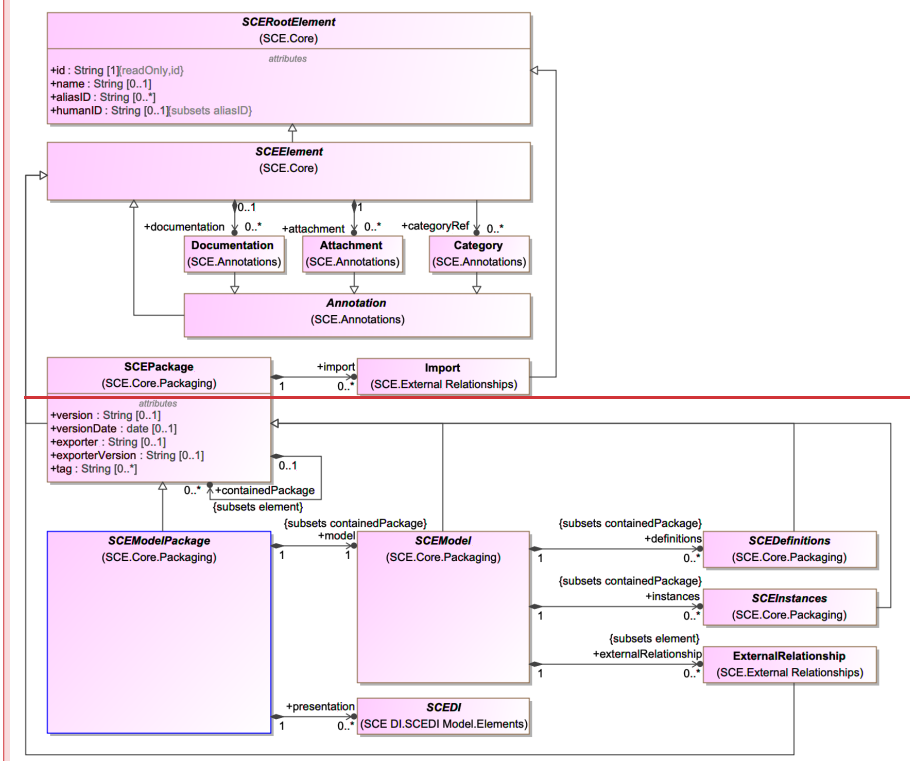 SCERootElement
(SCE.Core)
attributes
+id : String [1]{readOnly,id}
+name : String [0..1]
+aliasID : String [0..*]
+humanID : String [0..1]{subsets aliasID}
SCEElement
(SCE.Core)
0..1
1
+documentation
0..*
+attachment
0..*
+categoryRef
0..*
Documentation
(SCE.Annotations)
Attachment
(SCE.Annotations)
Category
(SCE.Annotations)
Annotation
(SCE.Annotations)
SCEPackage
(SCE.Core.Packaging)
+import
1
0..*
Import
(SCE.External Relationships)
attributes
+version : String [0..1]
+versionDate : date [0..1]
+exporter : String [0..1]
+exporterVersion : String [0..1]
+tag : String [0..*]
0..1
0..*
+containedPackage
{subsets element}
SCEModelPackage
(SCE.Core.Packaging)
{subsets containedPackage}
+model
1
1
SCEModel
(SCE.Core.Packaging)
{subsets containedPackage}
+definitions
1
0..*
SCEDefinitions
(SCE.Core.Packaging)
{subsets containedPackage}
+instances
1
0..*
SCEInstances
(SCE.Core.Packaging)
{subsets element}
+externalRelationship
1
0..*
ExternalRelationship
(SCE.External Relationships)
+presentation
1
0..*
SCEDI
(SCE DI.SCEDI Model.Elements)